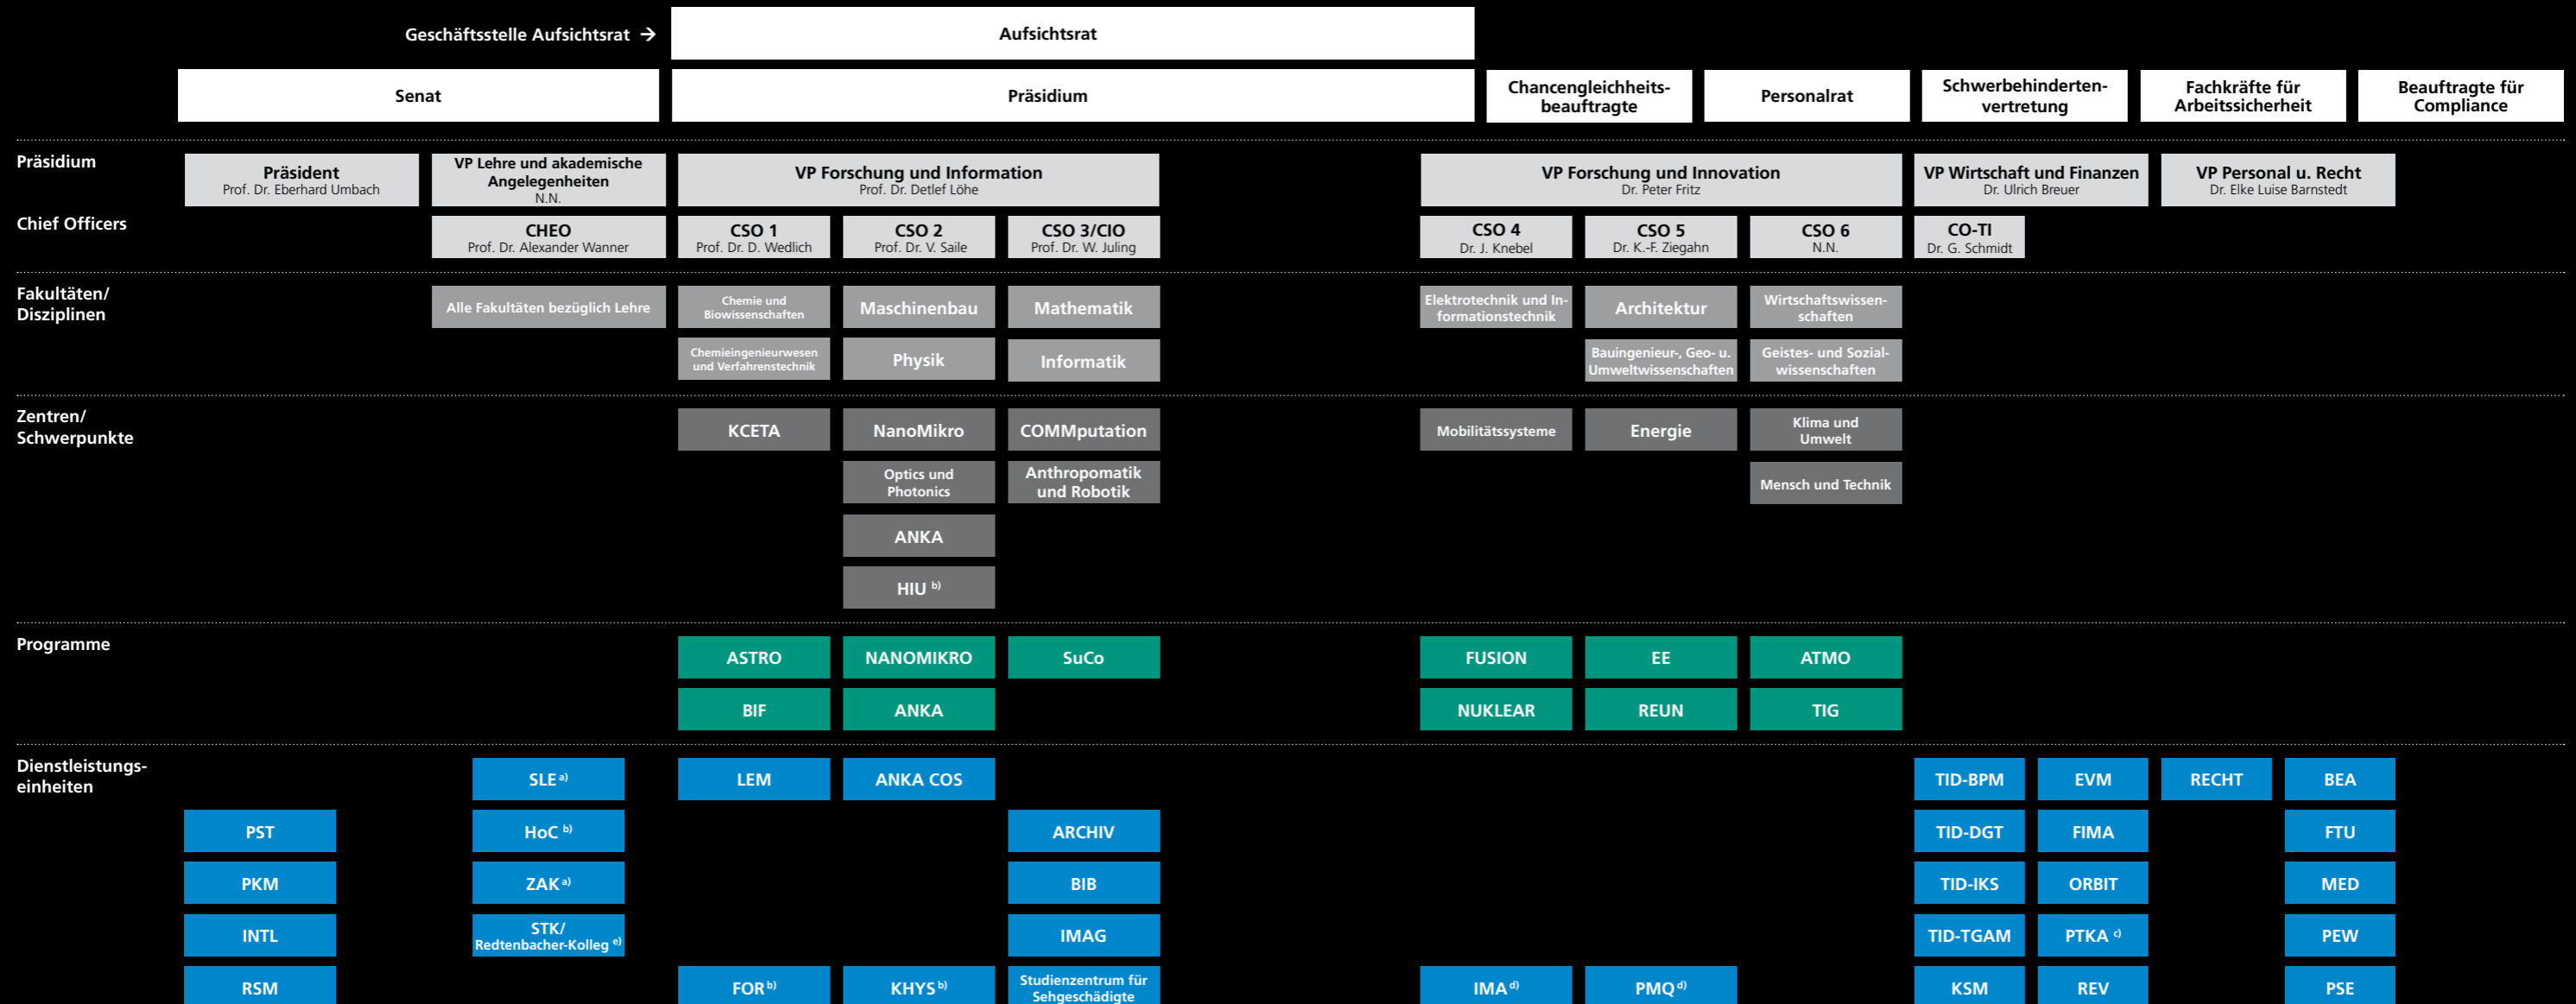 Geschäftsstelle Aufsichtsrat →
Aufsichtsrat
Senat
Präsidium
Chancengleichheits-
beauftragte
Personalrat
Schwerbehinderten-
vertretung
Fachkräfte für
Arbeitssicherheit
Beauftragte für
Compliance
Präsidium
Präsident
Prof. Dr. Eberhard Umbach
VP Lehre und akademische
Angelegenheiten
N.N.
VP Forschung und Information
Prof. Dr. Detlef Löhe
VP Forschung und Innovation
Dr. Peter Fritz
VP Wirtschaft und Finanzen
Dr. Ulrich Breuer
VP Personal u. Recht
Dr. Elke Luise Barnstedt
Chief Officers
CHEO
Prof. Dr. Alexander Wanner
CSO 1
Prof. Dr. D. Wedlich
CSO 2
Prof. Dr. V. Saile
CSO 3/CIO
Prof. Dr. W. Juling
CSO 4
Dr. J. Knebel
CSO 5
Dr. K.-F. Ziegahn
CSO 6
N.N.
CO-TI
Dr. G. Schmidt
Fakultäten/
Disziplinen
Alle Fakultäten bezüglich Lehre
Chemie und
Biowissenschaften
Maschinenbau
Mathematik
Elektrotechnik und In-
formationstechnik
Architektur
Wirtschaftswissen-
schaften
Chemieingenieurwesen
und Verfahrenstechnik
Physik
Informatik
Bauingenieur-, Geo- u.
Umweltwissenschaften
Geistes- und Sozial-
wissenschaften
Zentren/
Schwerpunkte
KCETA
NanoMikro
COMMputation
Mobilitätssysteme
Energie
Klima und
Umwelt
Optics und
Photonics
Anthropomatik
und Robotik
Mensch und Technik
ANKA
HIU b)
Programme
ASTRO
NANOMIKRO
SuCo
FUSION
EE
ATMO
BIF
ANKA
NUKLEAR
REUN
TIG
Dienstleistungs-
einheiten
SLE a)
LEM
ANKA COS
TID-BPM
EVM
RECHT
BEA
PST
HoC b)
ARCHIV
TID-DGT
FIMA
FTU
PKM
ZAK a)
BIB
TID-IKS
ORBIT
MED
INTL
STK/
Redtenbacher-Kolleg e)
IMAG
TID-TGAM
PTKA c)
PEW
RSM
FOR b)
KHYS b)
Studienzentrum für
Sehgeschädigte
IMA d)
PMQ d)
KSM
REV
PSE